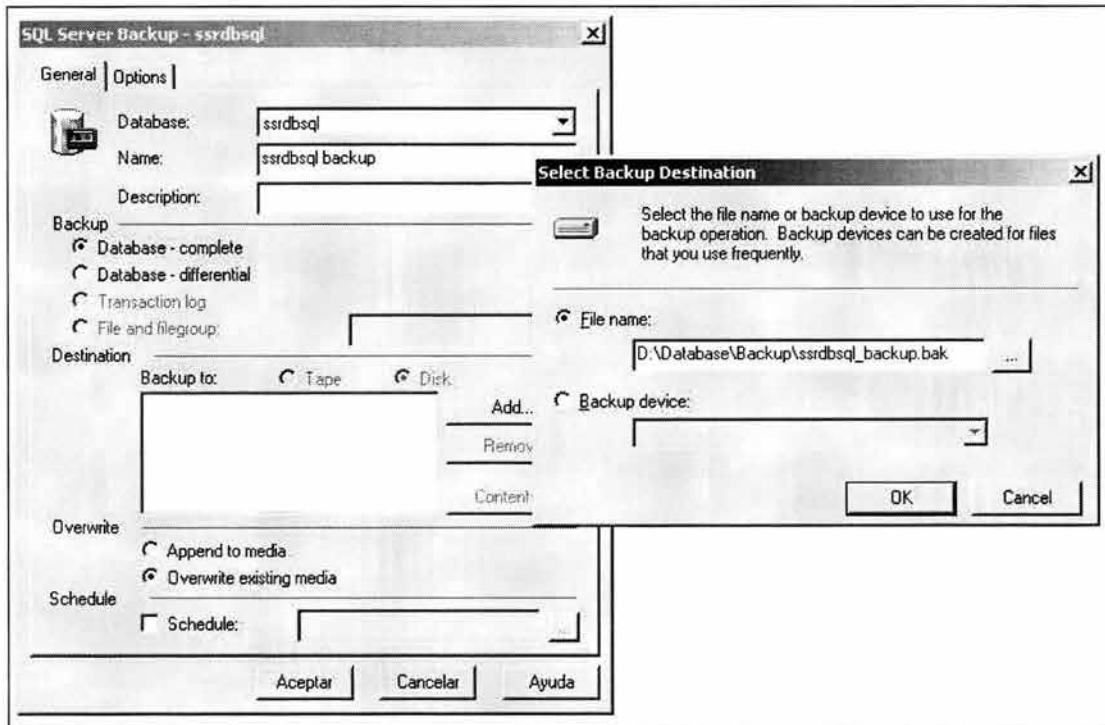 SQL Server Backup - ssrdbsql
General
Options
Database:
ssrdbsql
Name:
ssrdbsql backup
Description:
Backup
Database - complete
Database - differential
Transaction log
File and filegroup:
Destination
Backup to:
Tape
Disk
Add...
Remov
Content
Overwrite
Append to media
Overwrite existing media
Schedule
Schedule:
...
Aceptar
Cancelar
Ayuda
Select Backup Destination
Select the file name or backup device to use for the
backup operation. Backup devices can be created for files
that you use frequently.
File name:
D:\Database\Backup\ssrdbsql_backup.bak
...
Backup device:
OK
Cancel